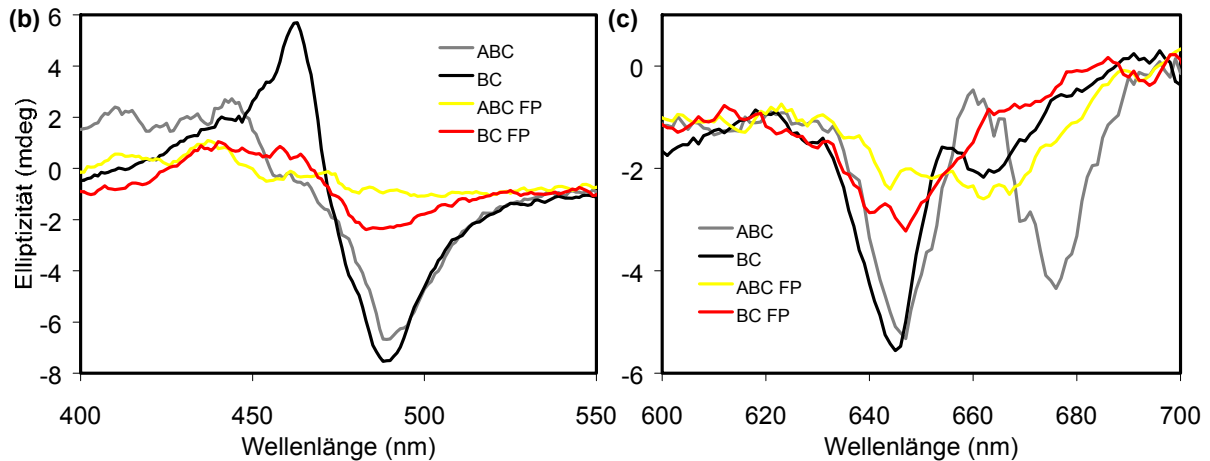 (b)
Elliptizität (mdeg)
6
4
2
0
-2
-4
-6
-8
400
450
500
550
Wellenlänge (nm)
ABC
BC
ABC FP
BC FP
(c)
0
-2
-4
-6
600
620
640
660
680
700
Wellenlänge (nm)
ABC
BC
ABC FP
BC FP